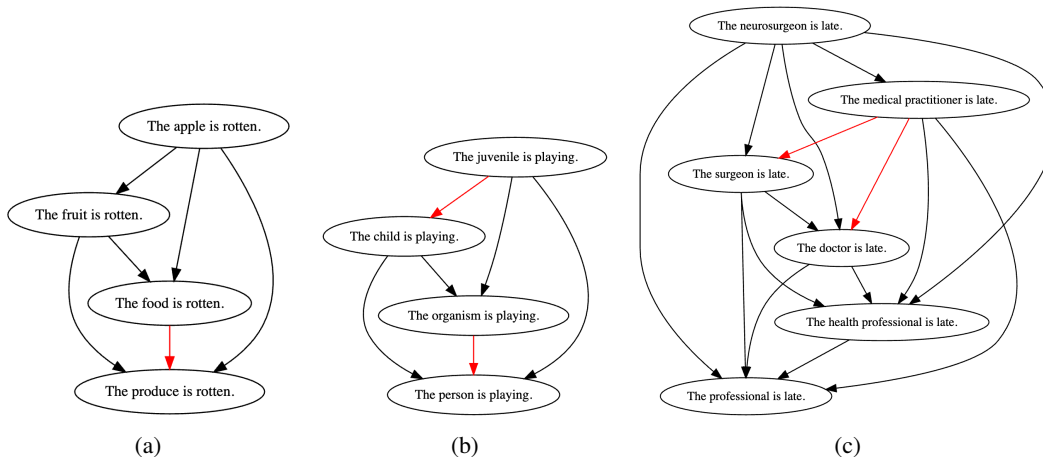 The apple is rotten.
The fruit is rotten.
The food is rotten.
The produce is rotten.
(a)
The juvenile is playing.
The child is playing.
The organism is playing.
The person is playing.
(b)
The neurosurgeon is late.
The medical practitioner is late.
The surgeon is late.
The doctor is late.
The health professional is late.
The professional is late.
(c)